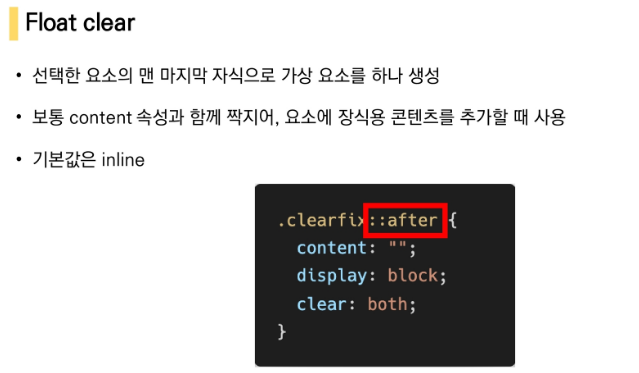 Float clear
• 선택한 요소의 맨 마지막 자식으로 가상 요소를 하나 생성
• 보통 content 속성과 함께 짝지어, 요소에 장식용 콘텐츠를 추가할 때 사용
• 기본값은 inline
.clearfix::after {
  content: "";
  display: block;
  clear: both;
}